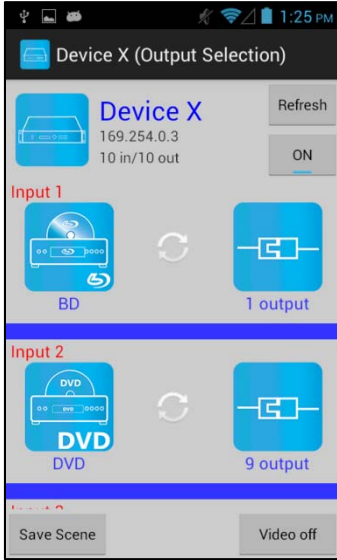 1:25 PM
Device X (Output Selection)
Device X
169.254.0.3
10 in/10 out
Refresh
ON
Input 1
BD
1 output
Input 2
DVD
DVD
DVD
9 output
Save Scene
Video off